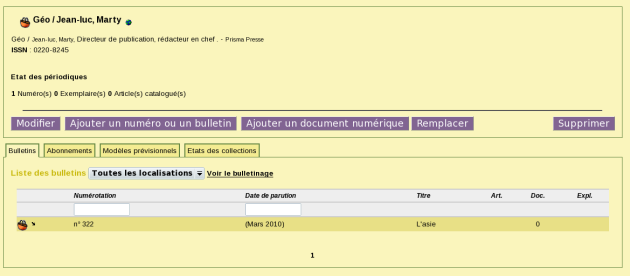 Géo / Jean-luc, Marty
Géo / Jean-luc, Marty, Directeur de publication, rédacteur en chef . - Prisma Presse
ISSN : 0220-8245
Etat des périodiques
1 Numéro(s) 0 Exemplaire(s) 0 Article(s) catalogué(s)
Modifier Ajouter un numéro ou un bulletin Ajouter un document numérique Remplacer Supprimer
Bulletins Abonnements Modèles prévisionnels Etats des collections
Liste des bulletins Toutes les localisations Voir le bulletinage
Numérotation Date de parution Titre Art. Doc. Expl.
n° 322 (Mars 2010) L'asie 0
1